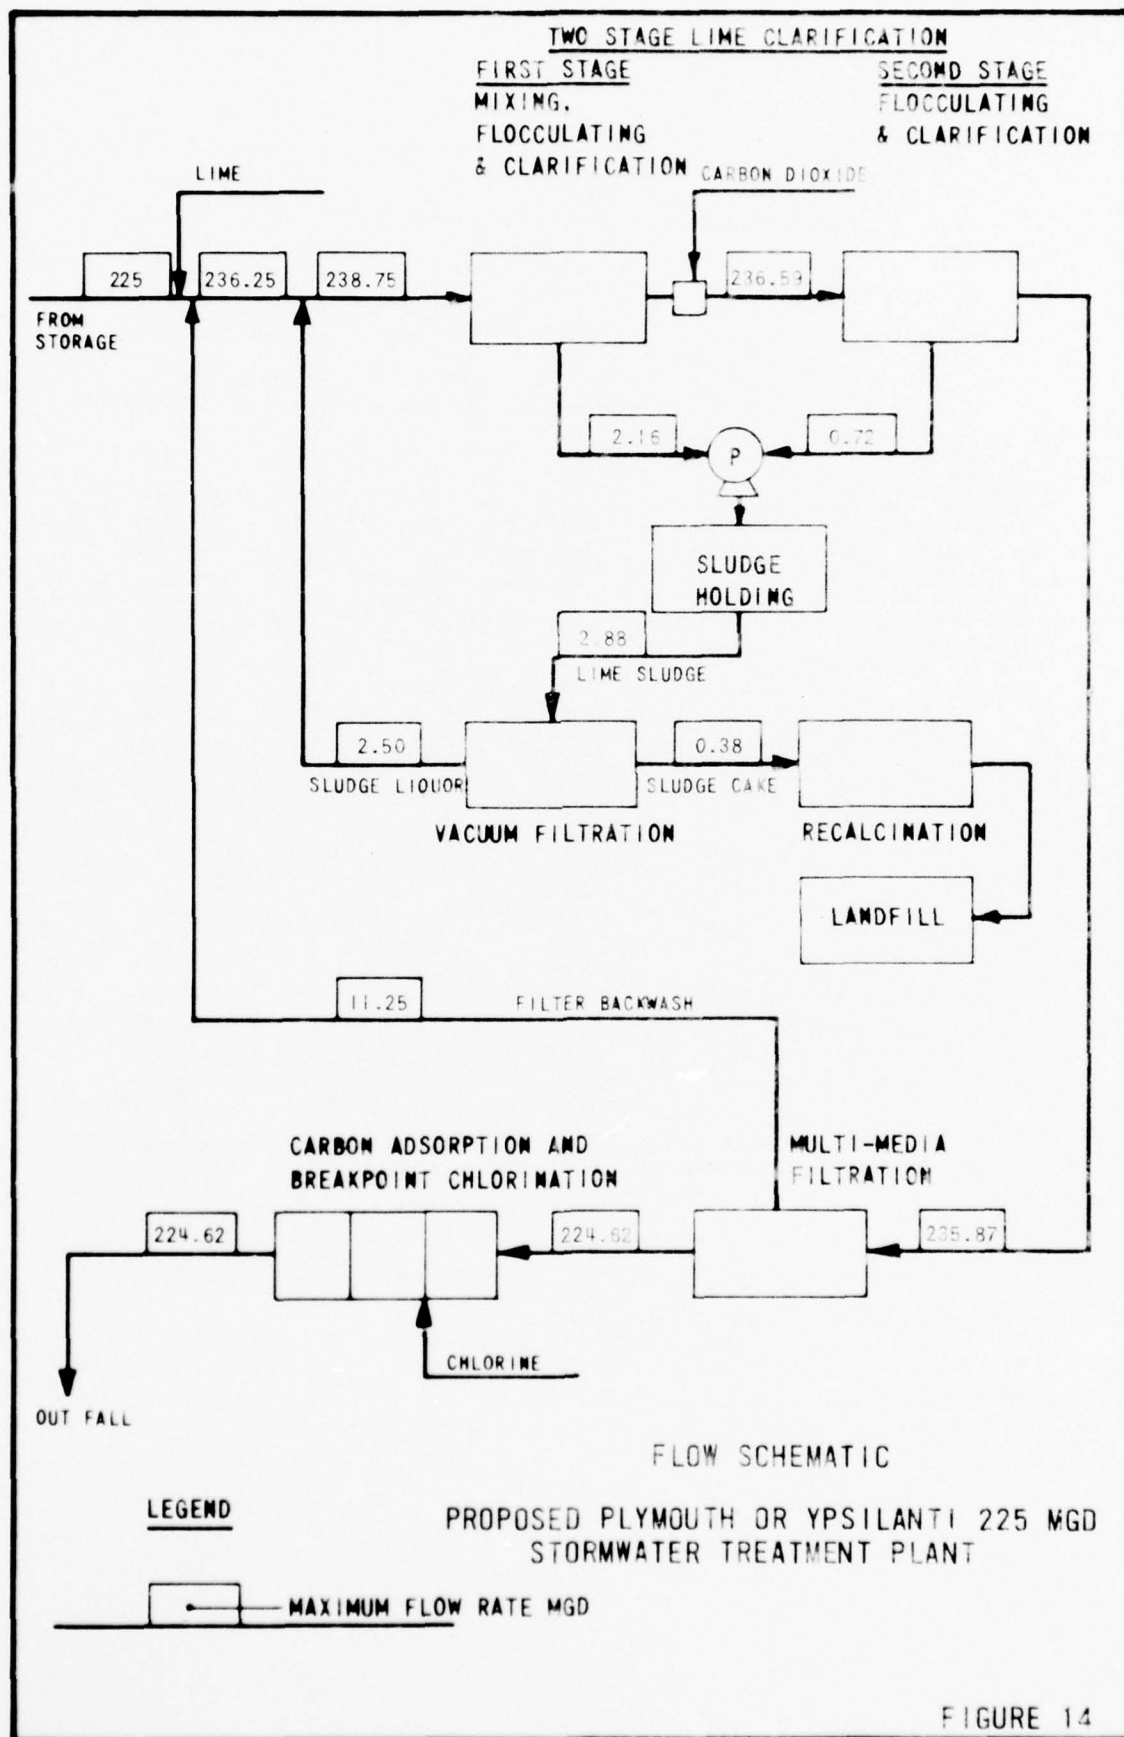 TWO STAGE LIME CLARIFICATION
FIRST STAGE
MIXING,
FLOCCULATING
& CLARIFICATION
SECOND STAGE
FLOCCULATING
& CLARIFICATION
LIME
CARBON DIOXIDE
225
236.25
238.75
236.59
FROM
STORAGE
2.16
P
0.72
SLUDGE
HOLDING
2.88
LIME SLUDGE
2.50
0.38
SLUDGE LIQUOR
SLUDGE CAKE
VACUUM FILTRATION
RECALCINATION
LANDFILL
11.25
FILTER BACKWASH
CARBON ADSORPTION AND
BREAKPOINT CHLORINATION
MULTI-MEDIA
FILTRATION
224.62
224.62
235.87
CHLORINE
OUT FALL
FLOW SCHEMATIC
LEGEND
PROPOSED PLYMOUTH OR YPSILANTI 225 MGD
STORMWATER TREATMENT PLANT
MAXIMUM FLOW RATE MGD
FIGURE 14